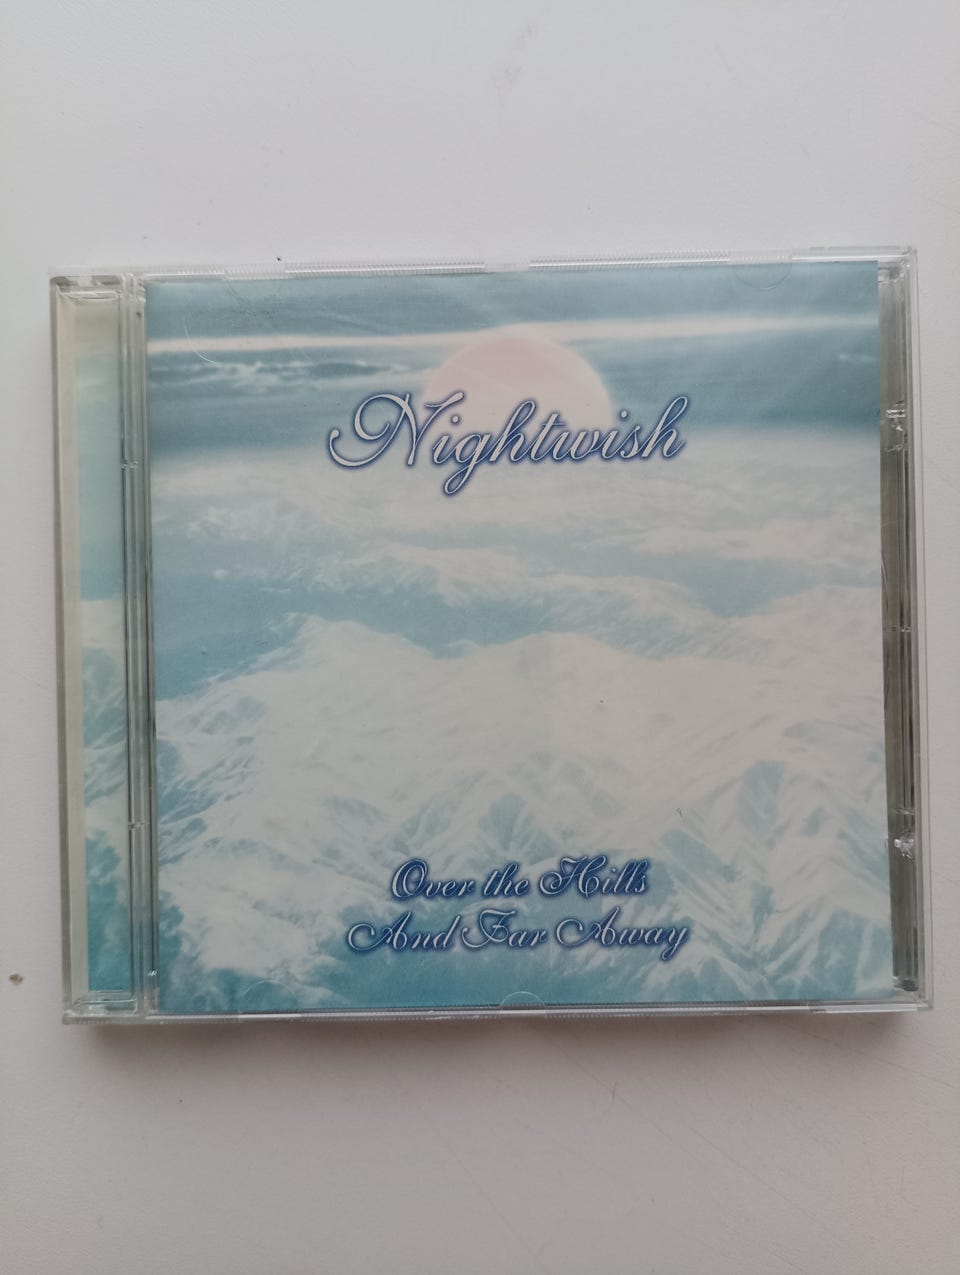 Nightwish
Over the Hills
And Far Away